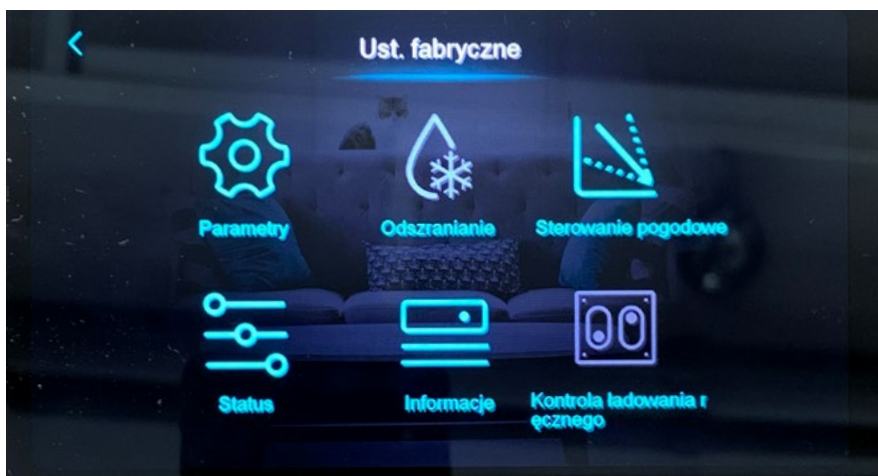 Ust. fabryczne
Parametry
Odszranianie
Sterowanie pogodowe
Status
Informacje
Kontrola ładowania r
ęcznego